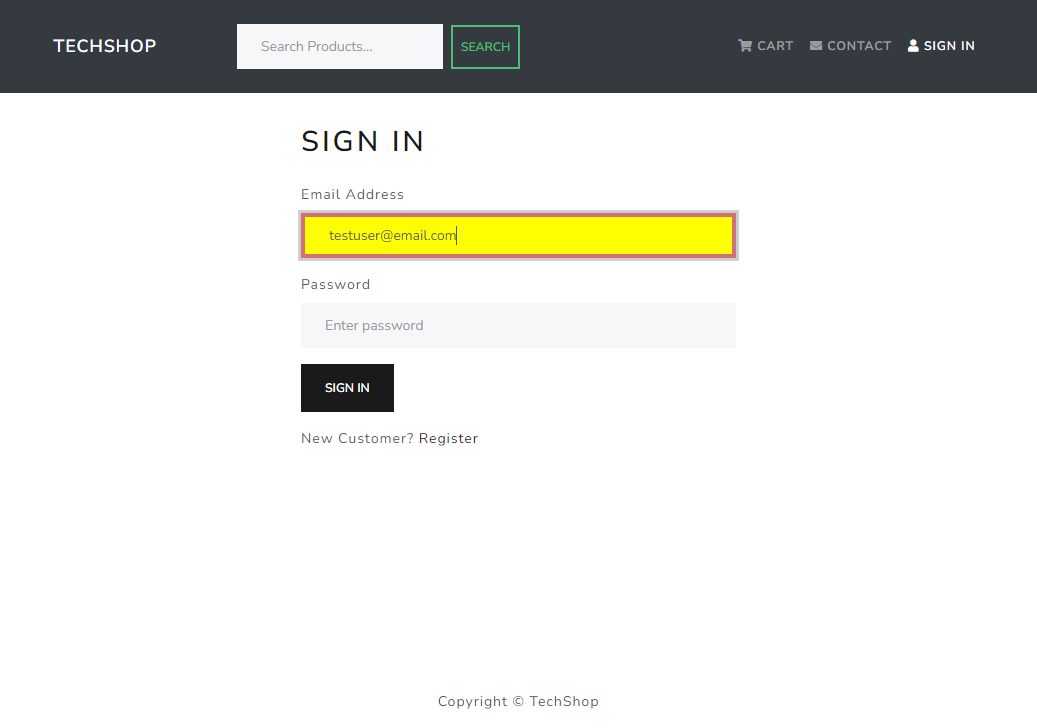 TECHSHOP
Search Products...
SEARCH
CART
CONTACT
SIGN IN
SIGN IN
Email Address
testuser@email.com
Password
Enter password
SIGN IN
New Customer? Register
Copyright © TechShop